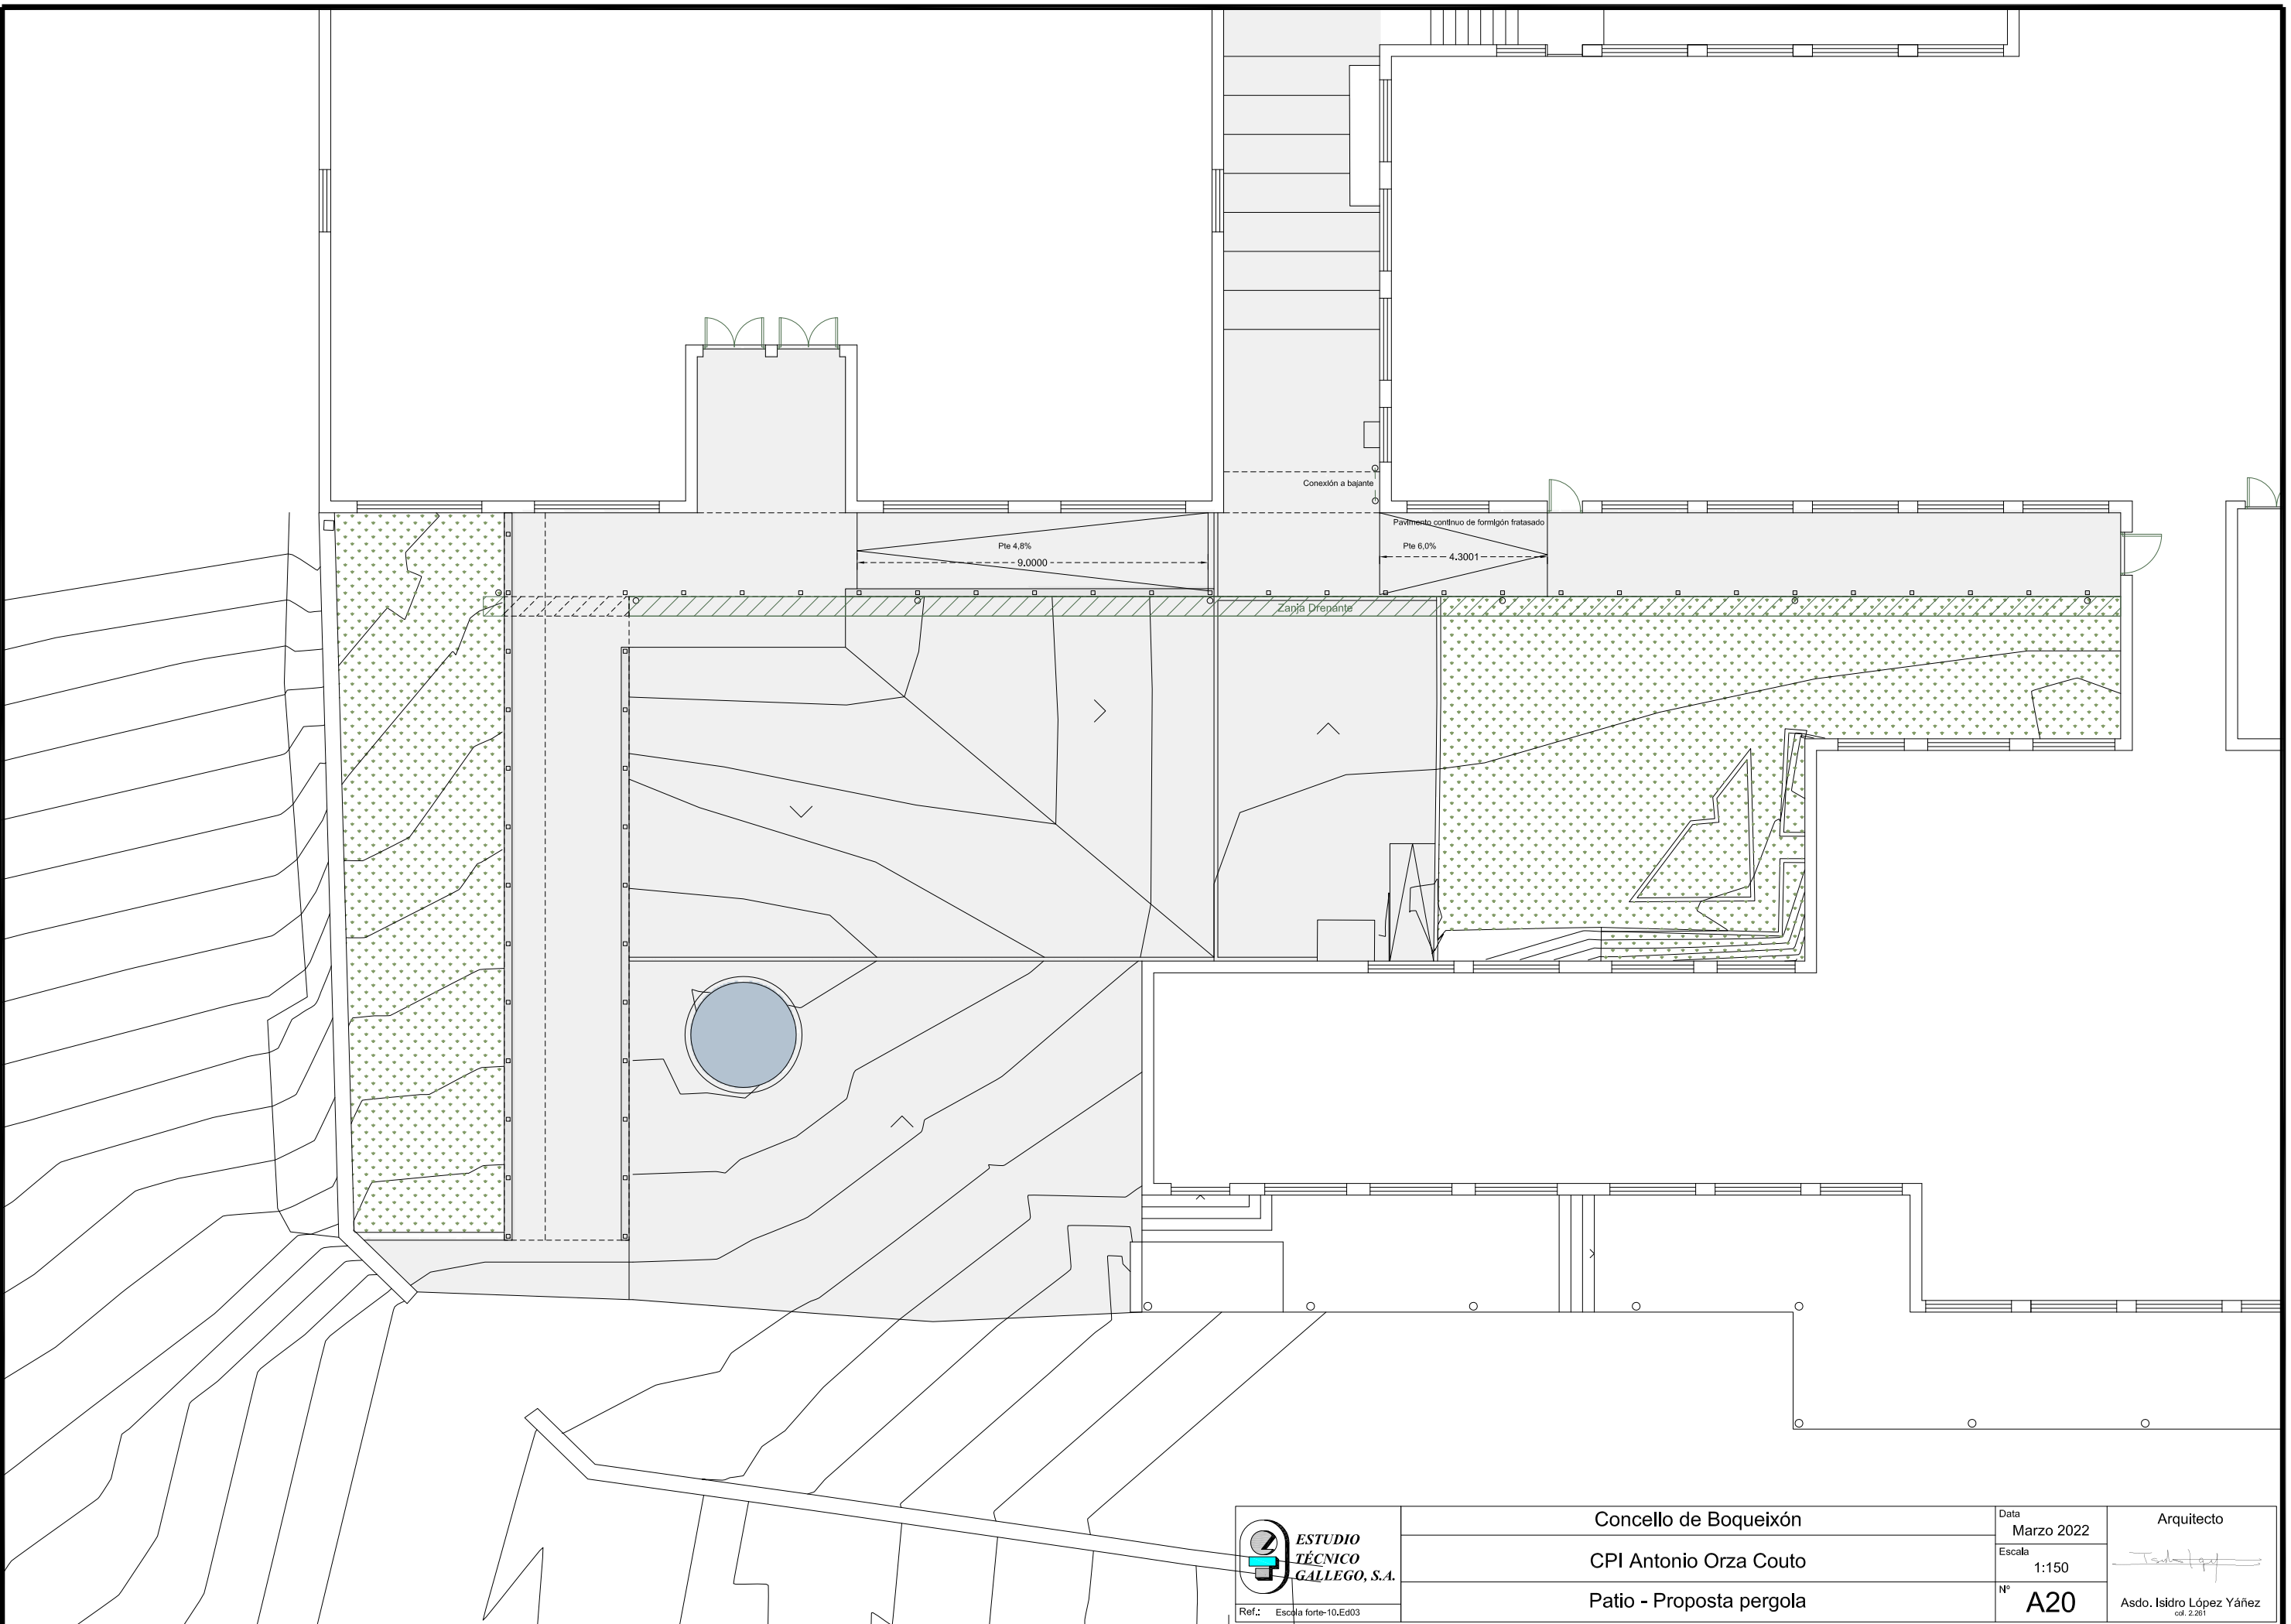 Conexión a bajante
Pavimento contínuo de formigón fratasado
Pte 4,8%
9.0000
Pte 6,0%
4.3001
Zanja Drenante
ESTUDIO
TÉCNICO
GALLEGO, S.A.
Ref.: Escola forte-10.Ed03
Concello de Boqueixón
CPI Antonio Orza Couto
Patio - Proposta pergola
Data
Marzo 2022
Escala
1:150
Nº
A20
Arquitecto
Asdo. Isidro López Yáñez
col. 2.261